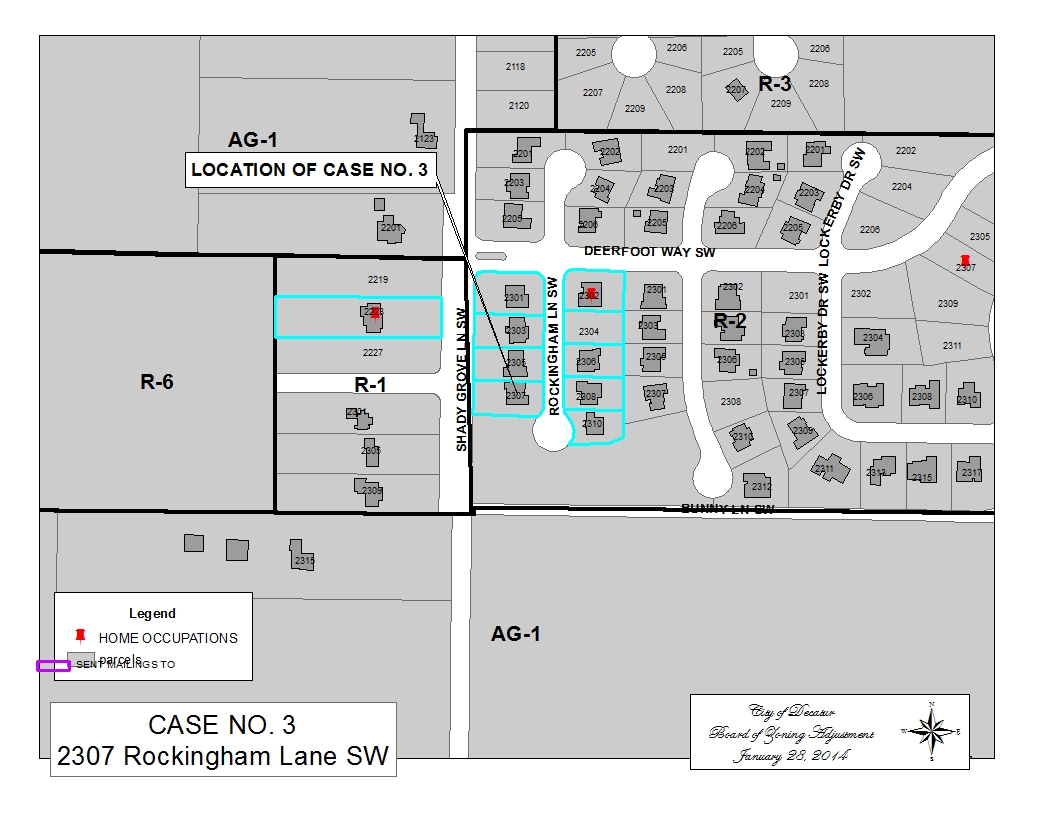 2205
2206
2205
2206
2118
R-3
2207
2208
2207
2208
2120
2209
2209
AG-1
2123
2201
2202
2201
2202
2201
2202
LOCATION OF CASE NO. 3
2203
2204
2203
2204
2203
2204
2205
2206
2205
2206
2205
2206
2201
LOCKERBY DR SW
2305
DEERFOOT WAY SW
2307
2219
2301
2302
2301
2302
2301
2302
2309
2223
SHADY GROVE LN SW
ROCKINGHAM LN SW
LOCKERBY DR SW
R-2
2303
2304
2303
2303
2304
2311
2227
2305
2306
2305
2306
2305
R-6
R-1
2307
2308
2307
2308
2307
2306
2308
2310
2301
2310
2310
2309
2305
2311
2313
2315
2317
2309
2312
BUNNY LN SW
2315
AG-1
Legend
HOME OCCUPATIONS
parcels
SENT MAILINGS TO
CASE NO. 3
2307 Rockingham Lane SW
City of Decatur
Board of Zoning Adjustment
January 28, 2014
N
W
E
S